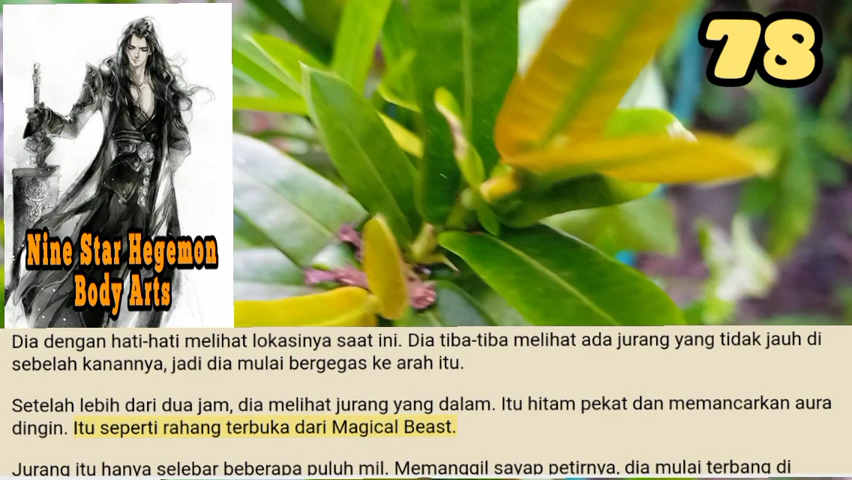 78
Nine Star Hegemon
Body Arts
Dia dengan hati-hati melihat lokasinya saat ini. Dia tiba-tiba melihat ada jurang yang tidak jauh di
sebelah kanannya, jadi dia mulai bergegas ke arah itu.
Setelah lebih dari dua jam, dia melihat jurang yang dalam. Itu hitam pekat dan memancarkan aura
dingin. Itu seperti rahang terbuka dari Magical Beast.
Jurang itu hanya selebar beberapa puluh mil. Memanggil sayap petirnya, dia mulai terbang di